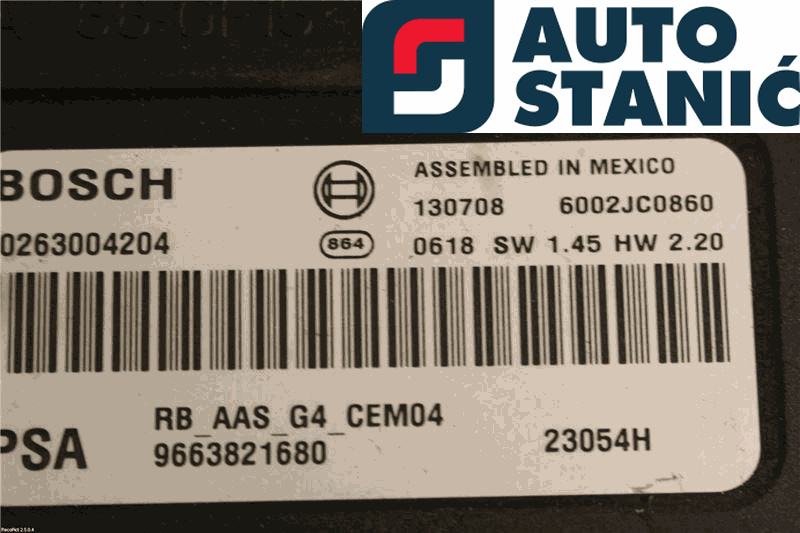 AUTO
STANIĆ
BOSCH
ASSEMBLED IN MEXICO
130708 6002JC0860
0263004204
864
0618 SW 1.45 HW 2.20
RB_AAS_G4_CEM04
PSA
9663821680
23054H